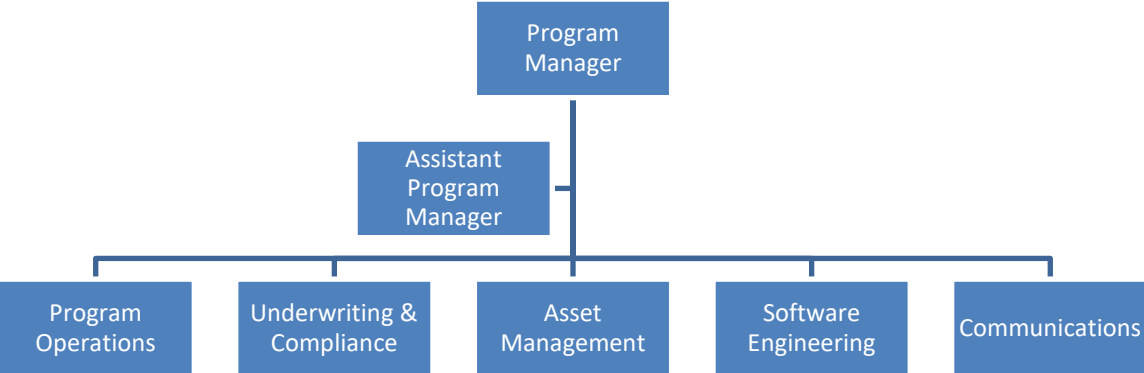 Program
Manager
Assistant
Program
Manager
Program
Operations
Underwriting &
Compliance
Asset
Management
Software
Engineering
Communications